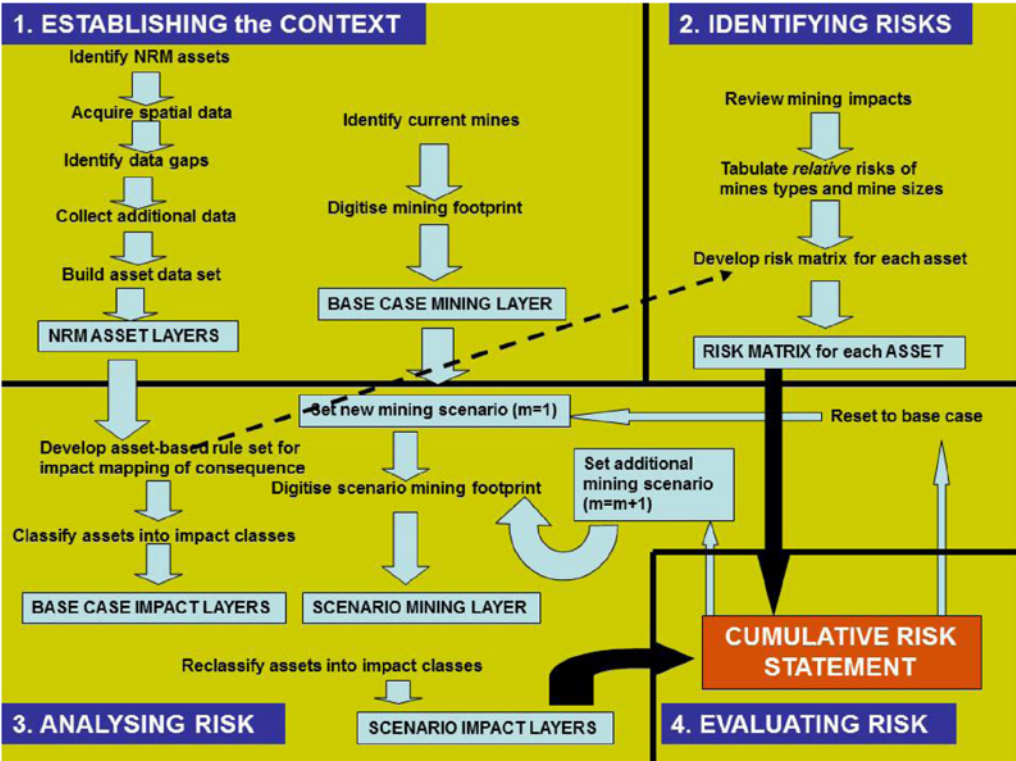 1. ESTABLISHING the CONTEXT
Identify NRM assets
Acquire spatial data
Identify data gaps
Collect additional data
Build asset data set
NRM ASSET LAYERS
Identify current mines
Digitise mining footprint
BASE CASE MINING LAYER
2. IDENTIFYING RISKS
Review mining impacts
Tabulate relative risks of
mines types and mine sizes
Develop risk matrix for each asset
RISK MATRIX for each ASSET
Set new mining scenario (m=1)
Reset to base case
Develop asset-based rule set for
impact mapping of consequence
Digitise scenario mining footprint
Set additional
mining scenario
(m=m+1)
Classify assets into impact classes
BASE CASE IMPACT LAYERS
SCENARIO MINING LAYER
Reclassify assets into impact classes
SCENARIO IMPACT LAYERS
3. ANALYSING RISK
CUMULATIVE RISK
STATEMENT
4. EVALUATING RISK